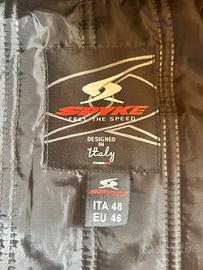 SPYKE
FEEL THE SPEED
DESIGNED
IN
Italy
SPYKE
ITA 48
EU 46